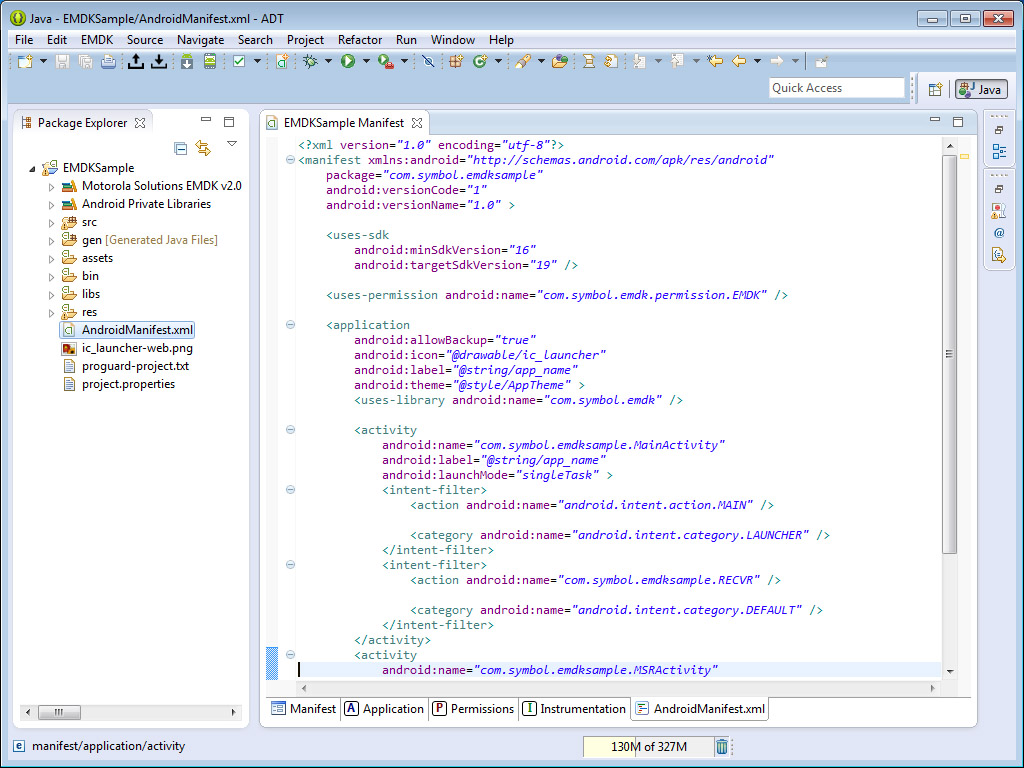 Java - EMDKSample/AndroidManifest.xml - ADT
File Edit EMDK Source Navigate Search Project Refactor Run Window Help
Quick Access
Java
Package Explorer
EMDKSample
Motorola Solutions EMDK v2.0
Android Private Libraries
src
gen [Generated Java Files]
assets
bin
libs
res
AndroidManifest.xml
ic_launcher-web.png
proguard-project.txt
project.properties
EMDKSample Manifest
<?xml version="1.0" encoding="utf-8"?>
<manifest xmlns:android="http://schemas.android.com/apk/res/android"
package="com.symbol.emdksample"
android:versionCode="1"
android:versionName="1.0" >
<uses-sdk
android:minSdkVersion="16"
android:targetSdkVersion="19" />
<uses-permission android:name="com.symbol.emdk.permission.EMDK" />
<application
android:allowBackup="true"
android:icon="@drawable/ic_launcher"
android:label="@string/app_name"
android:theme="@style/AppTheme" >
<uses-library android:name="com.symbol.emdk" />
<activity
android:name="com.symbol.emdksample.MainActivity"
android:label="@string/app_name"
android:launchMode="singleTask" >
<intent-filter>
<action android:name="android.intent.action.MAIN" />
<category android:name="android.intent.category.LAUNCHER" />
</intent-filter>
<intent-filter>
<action android:name="com.symbol.emdksample.RECVR" />
<category android:name="android.intent.category.DEFAULT" />
</intent-filter>
</activity>
<activity
android:name="com.symbol.emdksample.MSRActivity"
Manifest
Application
Permissions
Instrumentation
AndroidManifest.xml
manifest/application/activity
130M of 327M